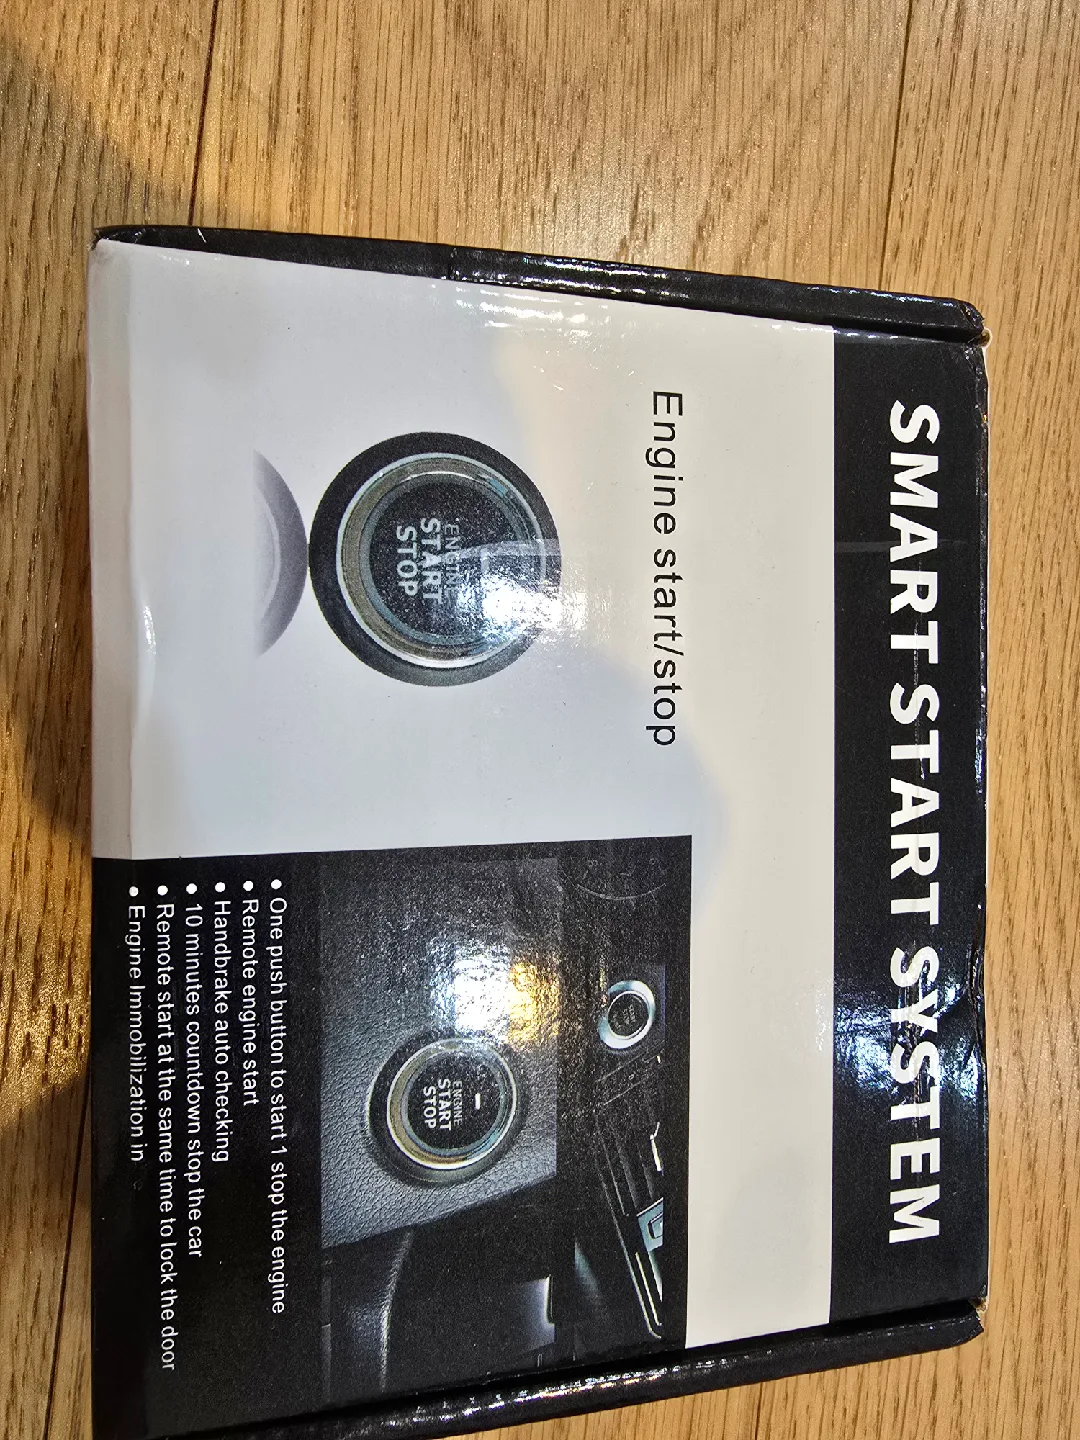 SMART START SYSTEM
Engine start/stop
ENGINE
START
STOP
ENGINE
START
STOP
● One push button to start 1 stop the engine
● Remote engine start
● Handbrake auto checking
● 10 minutes countdown stop the car
● Remote start at the same time to lock the door
● Engine Immobilization in